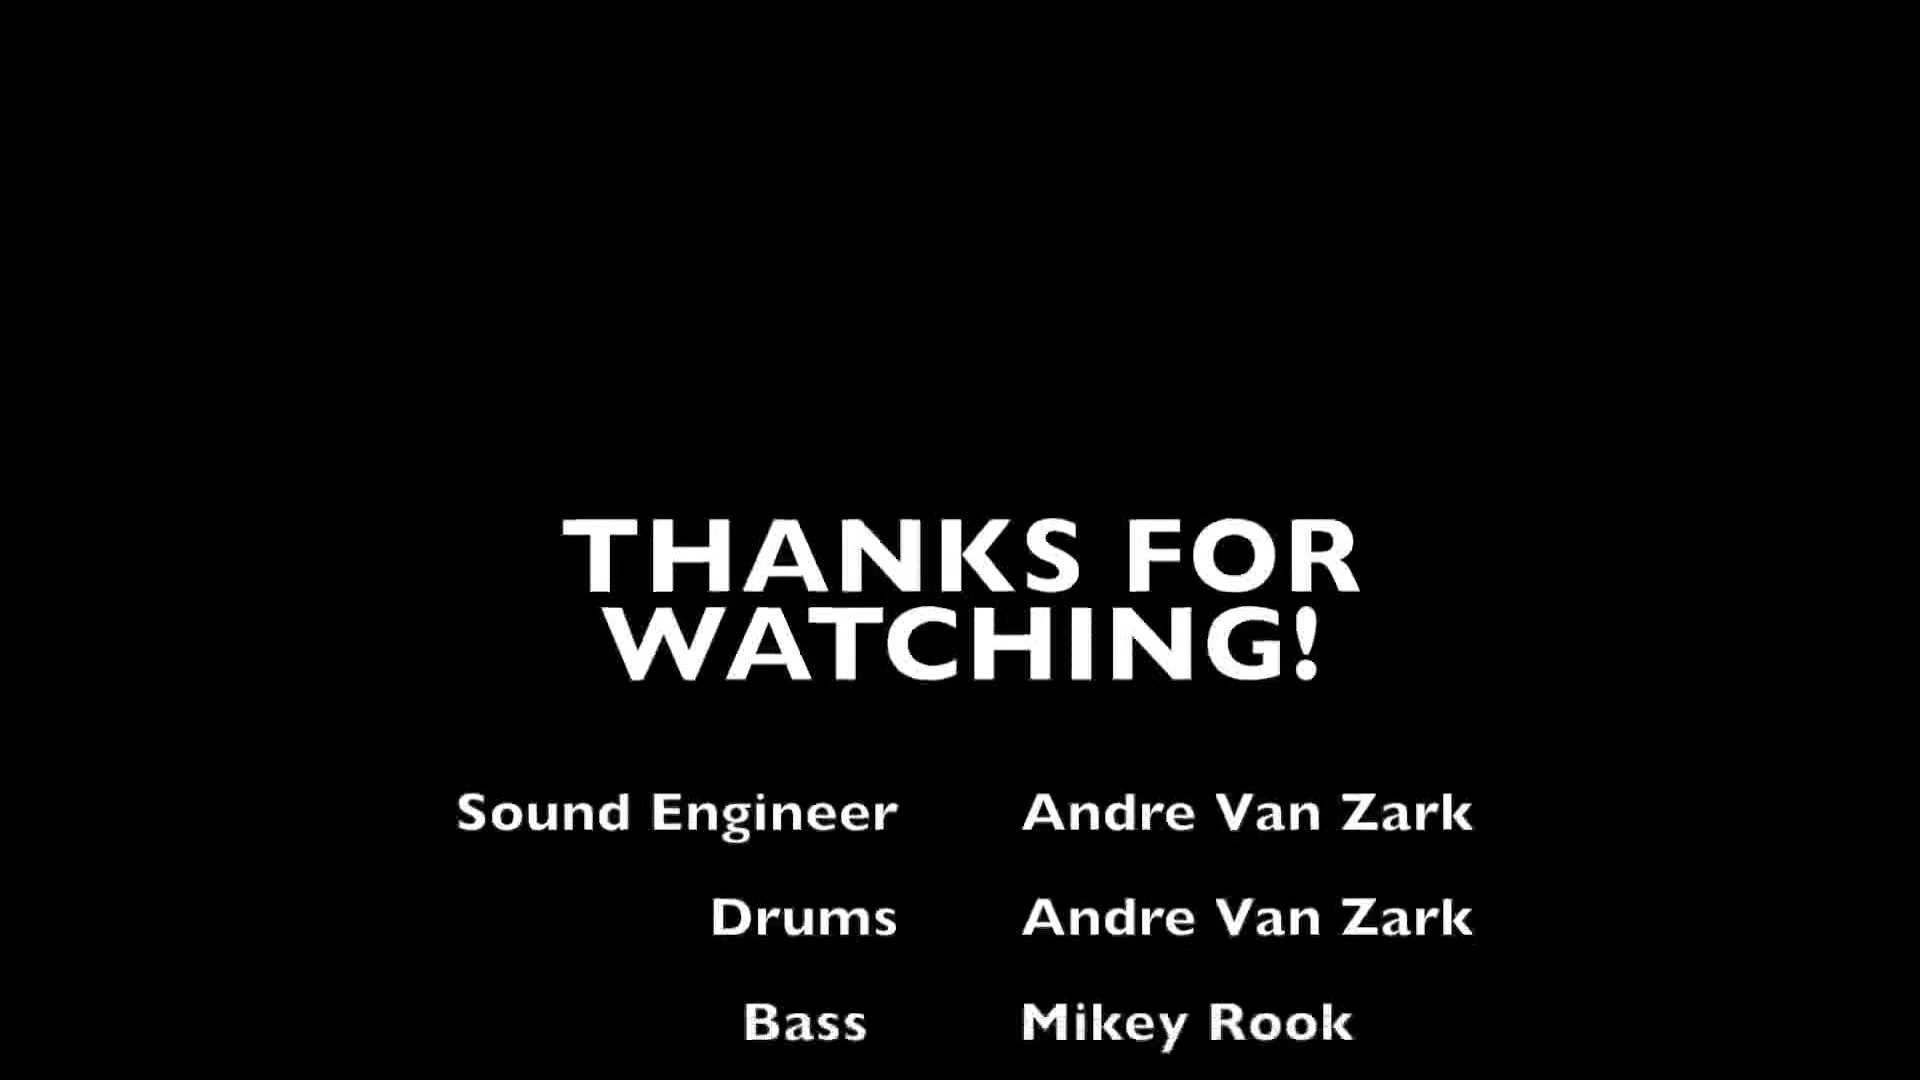 THANKS FOR
WATCHING!
Sound Engineer Andre Van Zark
Drums Andre Van Zark
Bass Mikey Rook